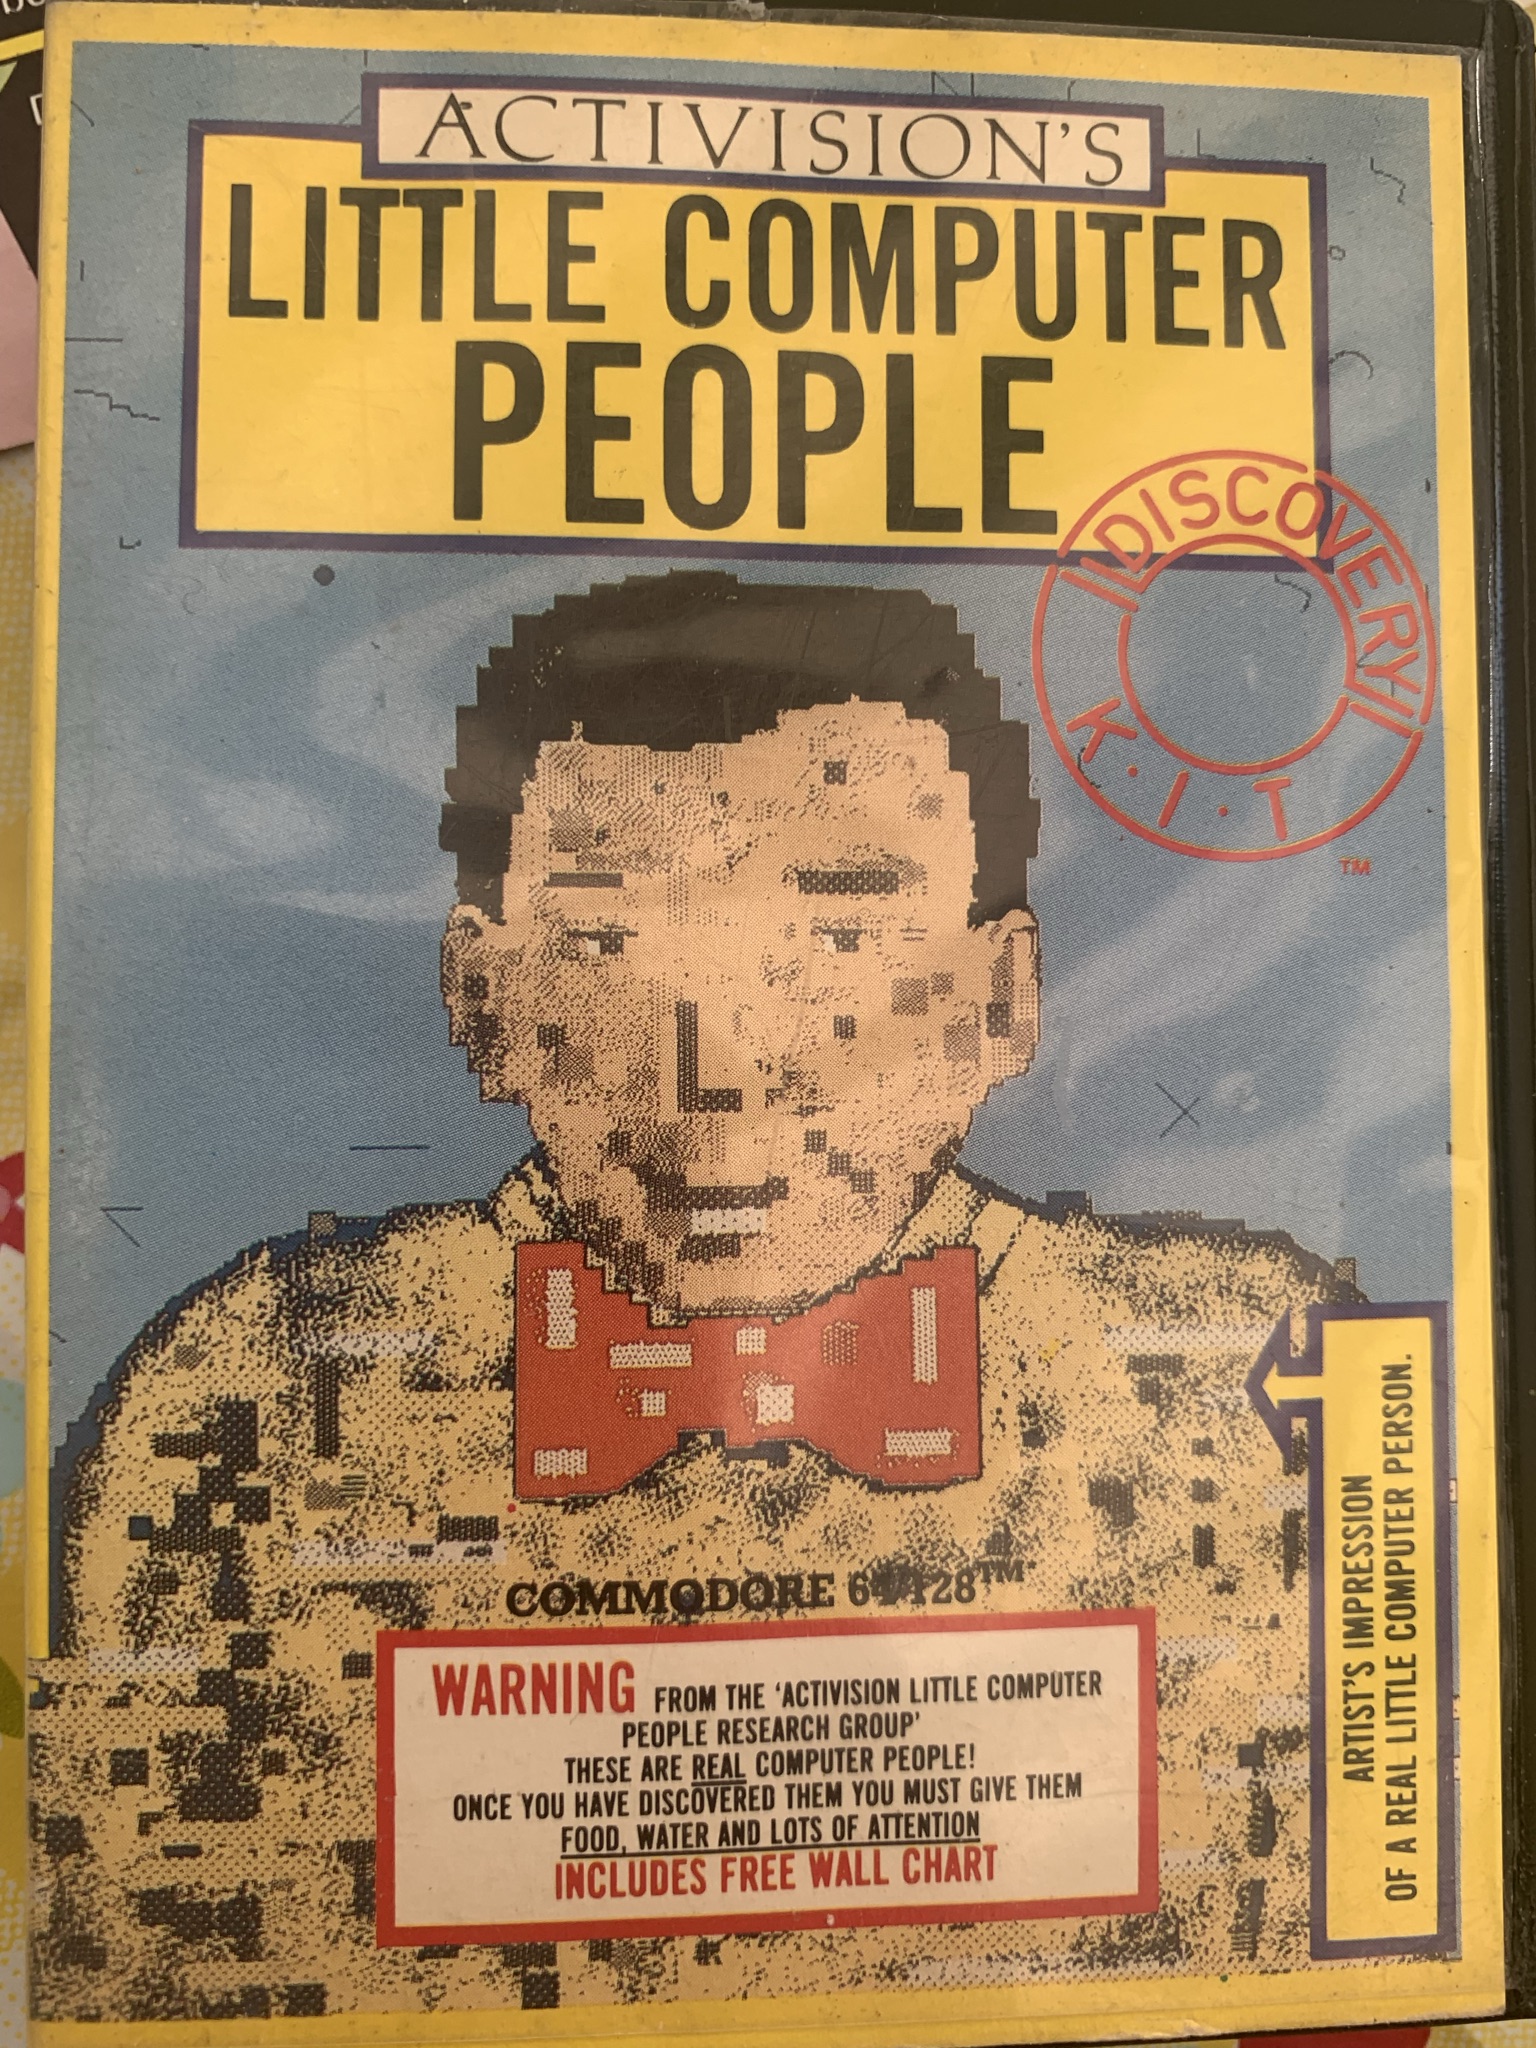 ACTIVISION'S
LITTLE COMPUTER
PEOPLE
DISCOVERY
K·I·T
TM
COMMODORE 64/128™
WARNING FROM THE 'ACTIVISION LITTLE COMPUTER
PEOPLE RESEARCH GROUP'
THESE ARE REAL COMPUTER PEOPLE!
ONCE YOU HAVE DISCOVERED THEM YOU MUST GIVE THEM
FOOD, WATER AND LOTS OF ATTENTION
INCLUDES FREE WALL CHART
ARTIST'S IMPRESSION
OF A REAL LITTLE COMPUTER PERSON.